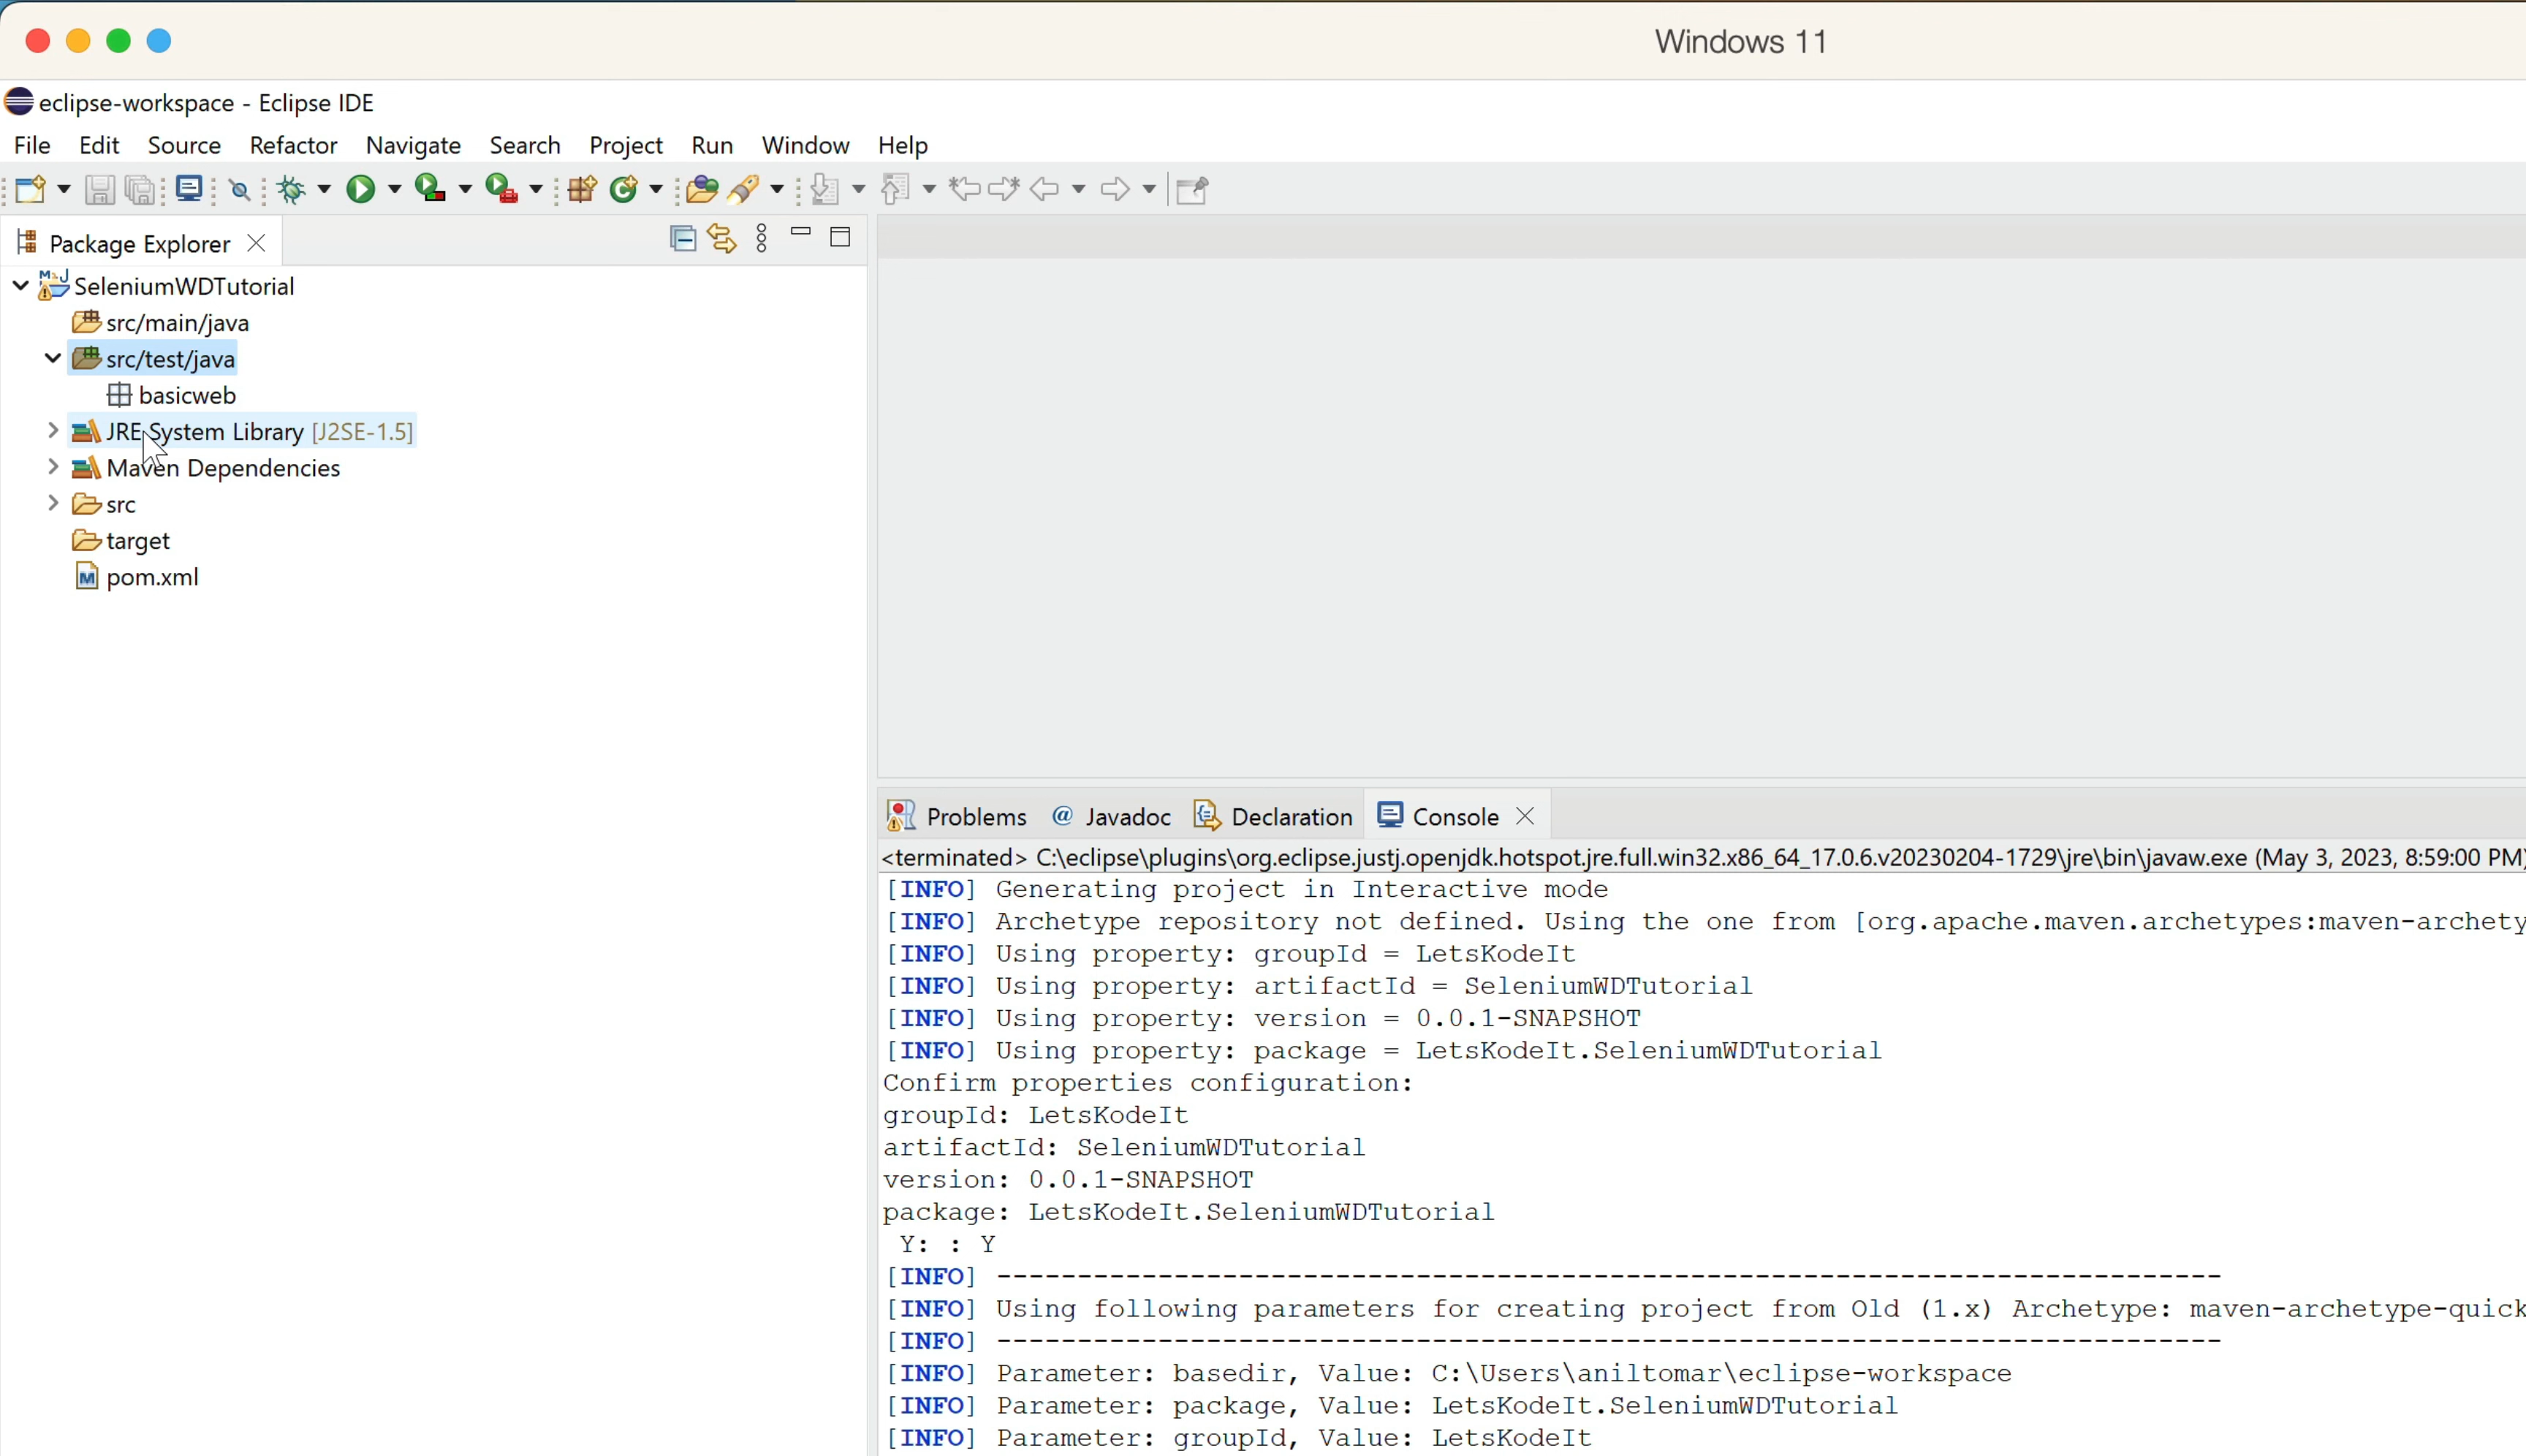 Windows 11
eclipse-workspace - Eclipse IDE
File Edit Source Refactor Navigate Search Project Run Window Help
Package Explorer
SeleniumWDTutorial
src/main/java
src/test/java
basicweb
JRE System Library [J2SE-1.5]
Maven Dependencies
src
target
pom.xml
Problems @ Javadoc Declaration Console
<terminated> C:\eclipse\plugins\org.eclipse.justj.openjdk.hotspot.jre.full.win32.x86_64_17.0.6.v20230204-1729\jre\bin\javaw.exe (May 3, 2023, 8:59:00 PM)
[INFO] Generating project in Interactive mode
[INFO] Archetype repository not defined. Using the one from [org.apache.maven.archetypes:maven-archety
[INFO] Using property: groupId = LetsKodeIt
[INFO] Using property: artifactId = SeleniumWDTutorial
[INFO] Using property: version = 0.0.1-SNAPSHOT
[INFO] Using property: package = LetsKodeIt.SeleniumWDTutorial
Confirm properties configuration:
groupId: LetsKodeIt
artifactId: SeleniumWDTutorial
version: 0.0.1-SNAPSHOT
package: LetsKodeIt.SeleniumWDTutorial
Y: : Y
[INFO] ----------------------------------------------------------------------------
[INFO] Using following parameters for creating project from Old (1.x) Archetype: maven-archetype-quick
[INFO] ----------------------------------------------------------------------------
[INFO] Parameter: basedir, Value: C:\Users\aniltomar\eclipse-workspace
[INFO] Parameter: package, Value: LetsKodeIt.SeleniumWDTutorial
[INFO] Parameter: groupId, Value: LetsKodeIt